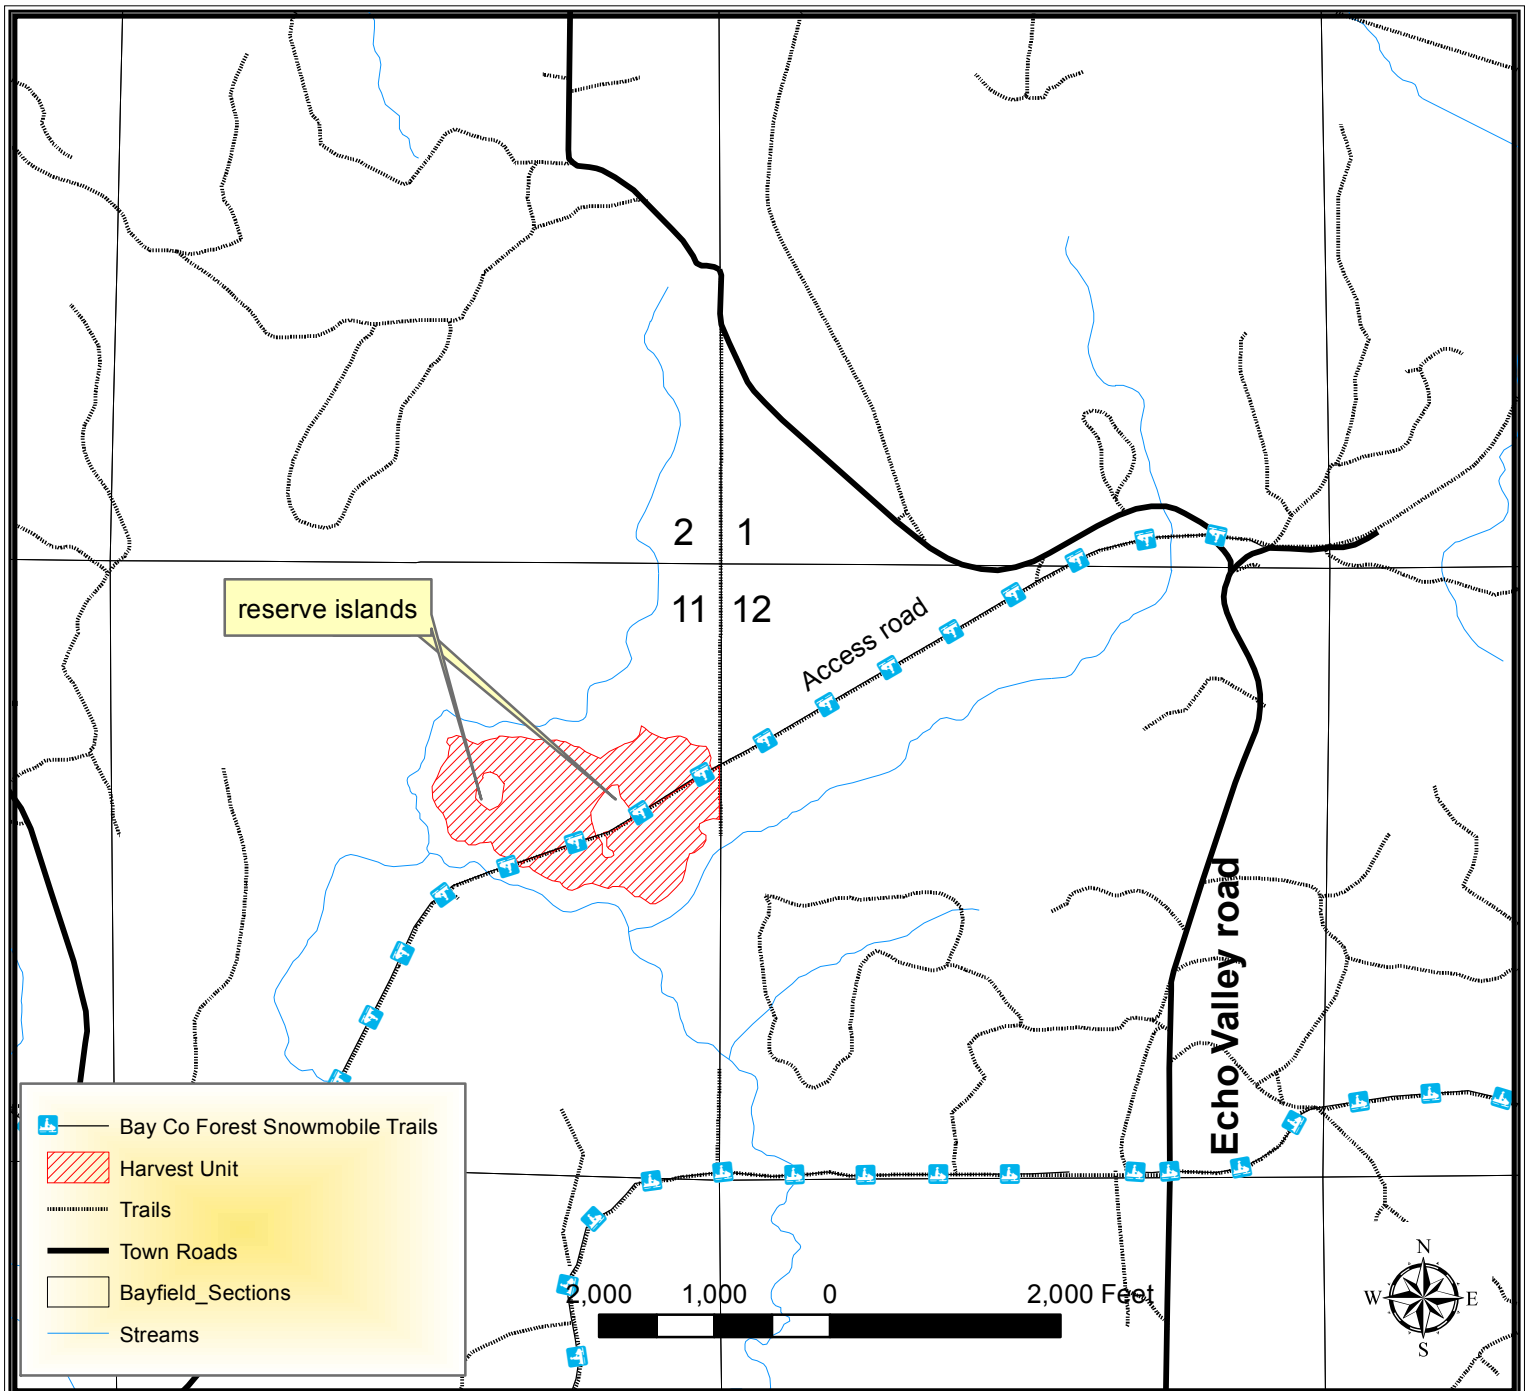 2 1
reserve islands
11 12
Access road
Echo Valley road
Bay Co Forest Snowmobile Trails
Harvest Unit
Trails
Town Roads
Bayfield_Sections
Streams
2,000 1,000 0 2,000 Feet
N
W E
S